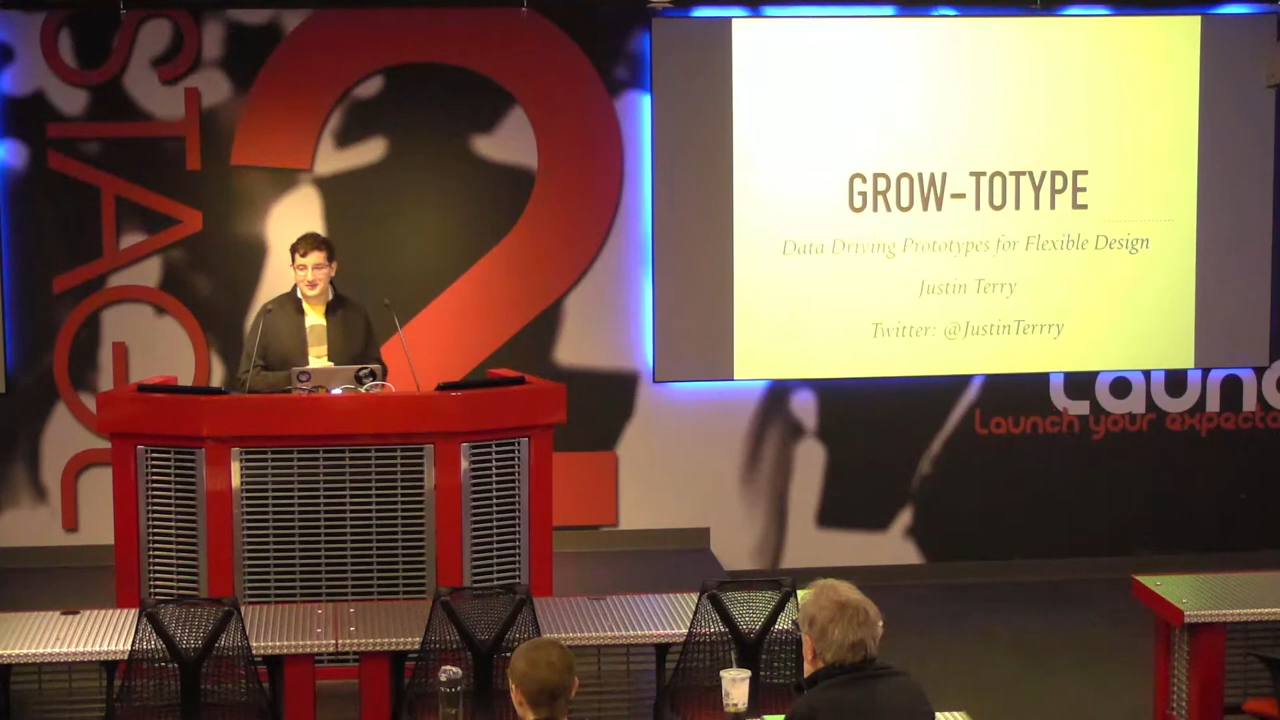 STAGE
2
GROW-TOTYPE
Data Driving Prototypes for Flexible Design
Justin Terry
Twitter: @JustinTerrry
Launc
Launch your expecta